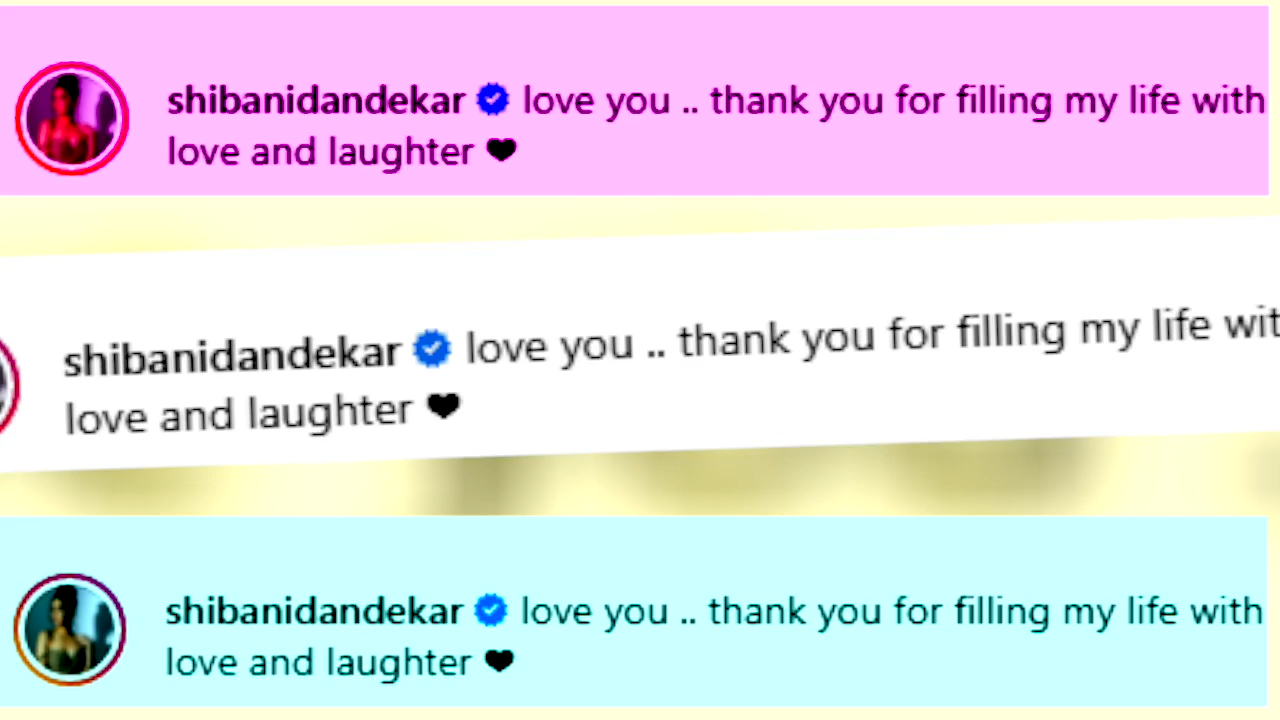 shibanidandekar love you .. thank you for filling my life with
love and laughter 🖤
shibanidandekar love you .. thank you for filling my life wit
love and laughter 🖤
shibanidandekar love you .. thank you for filling my life with
love and laughter 🖤